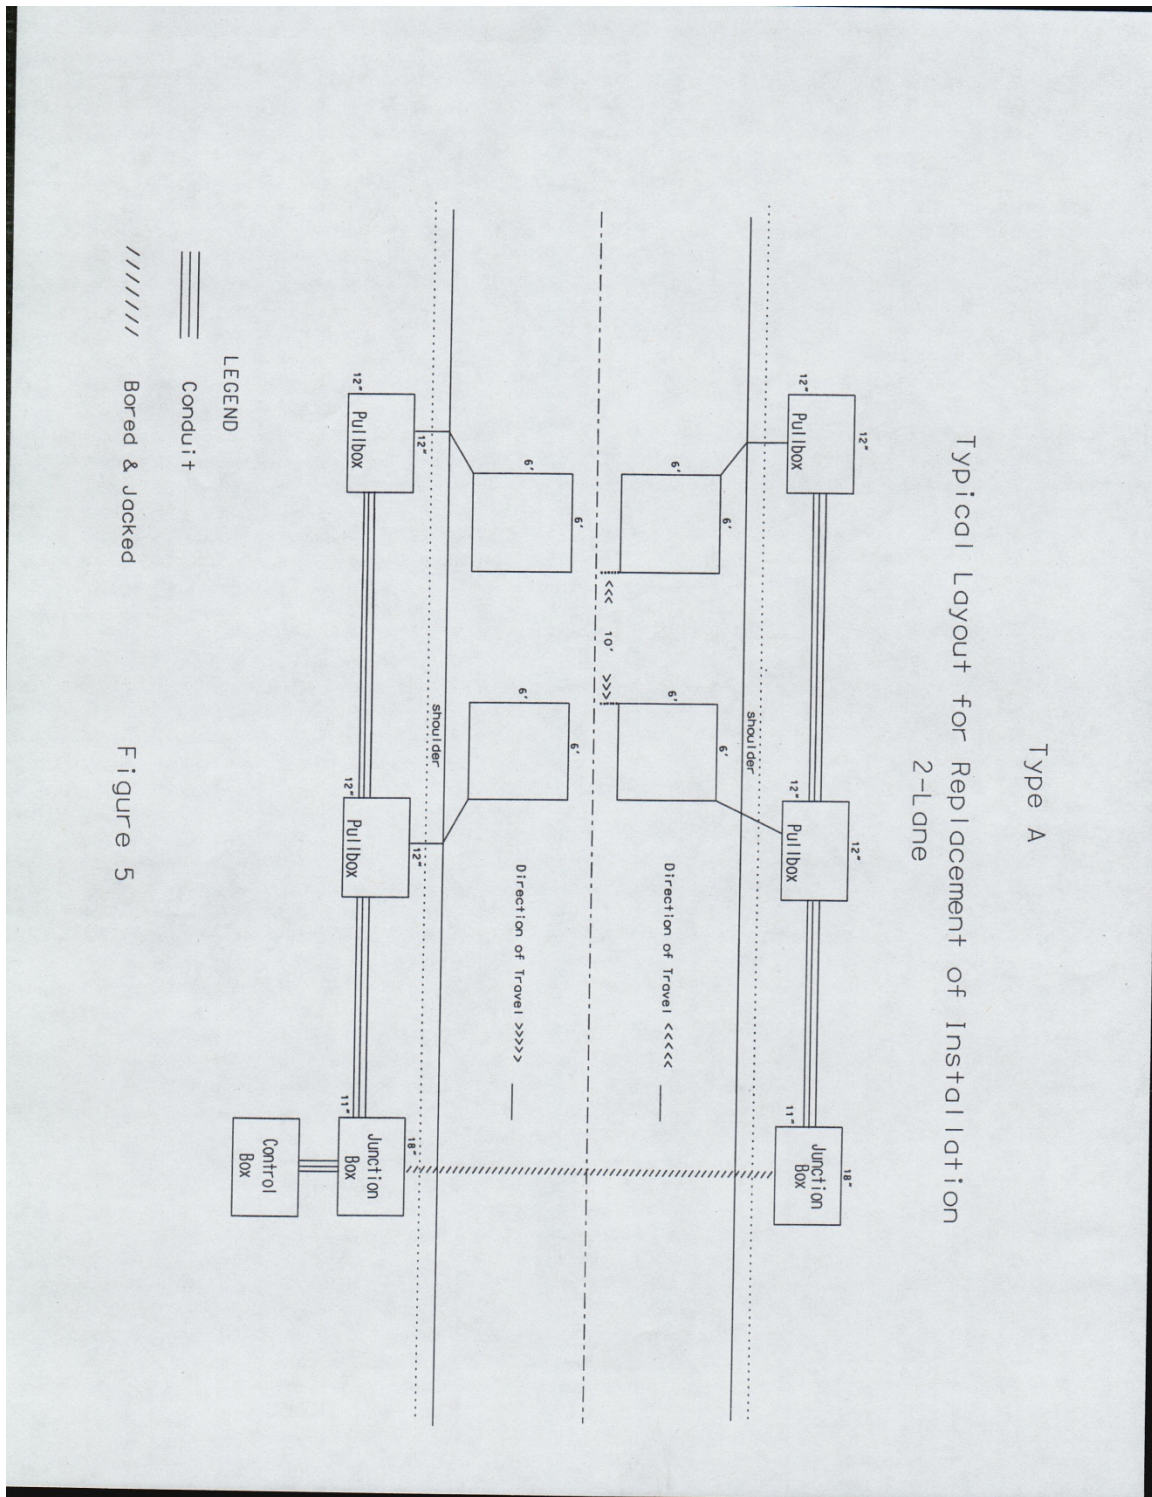 Type A
Typical Layout for Replacement of Installation
2-Lane
12"
12"
12"
12"
18"
11"
Pullbox
Pullbox
Junction
Box
shoulder
6'
6'
6'
6'
Direction of Travel <<<<<
<<< 10' >>>
6'
6'
6'
6'
Direction of Travel >>>>>
shoulder
12"
12"
18"
12"
12"
11"
Pullbox
Pullbox
Junction
Box
Control
Box
LEGEND
Conduit
Bored & Jacked
Figure 5